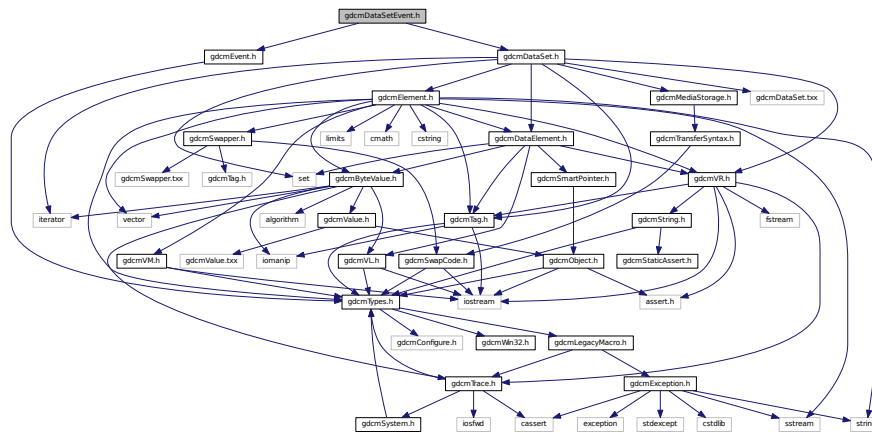 gdcmDataSetEvent.h
gdcmEvent.h
gdcmDataSet.h
gdcmElement.h
gdcmMediaStorage.h
gdcmDataSet.txx
gdcmSwapper.h
limits
cmath
cstring
gdcmDataElement.h
gdcmTransferSyntax.h
gdcmSwapper.txx
gdcmTag.h
set
gdcmByteValue.h
gdcmSmartPointer.h
gdcmVR.h
iterator
vector
algorithm
gdcmValue.h
gdcmTag.h
gdcmString.h
fstream
gdcmVM.h
gdcmValue.txx
iomanip
gdcmVL.h
gdcmSwapCode.h
gdcmObject.h
gdcmStaticAssert.h
gdcmTypes.h
iostream
assert.h
gdcmConfigure.h
gdcmWin32.h
gdcmLegacyMacro.h
gdcmTrace.h
gdcmException.h
gdcmSystem.h
iosfwd
cassert
exception
stdexcept
cstdlib
sstream